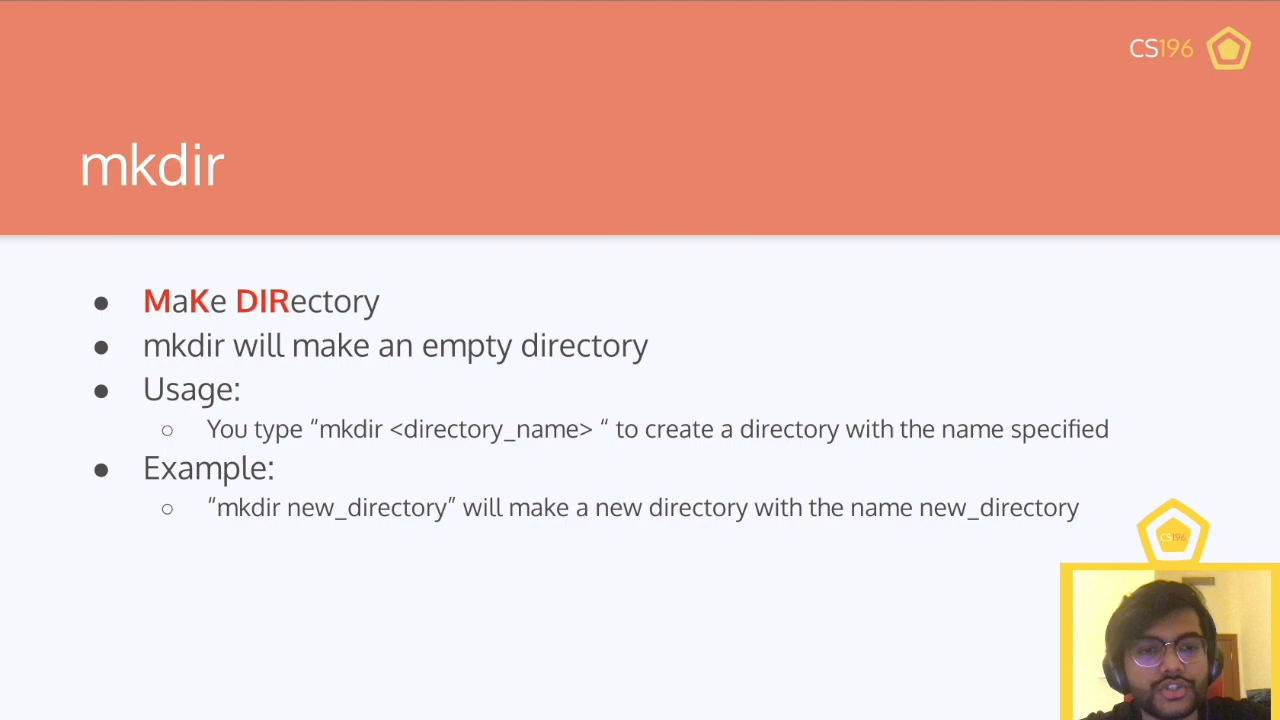 CS196
mkdir
● MaKe DIRectory
● mkdir will make an empty directory
● Usage:
○ You type “mkdir <directory_name> “ to create a directory with the name specified
● Example:
○ “mkdir new_directory” will make a new directory with the name new_directory
CS196